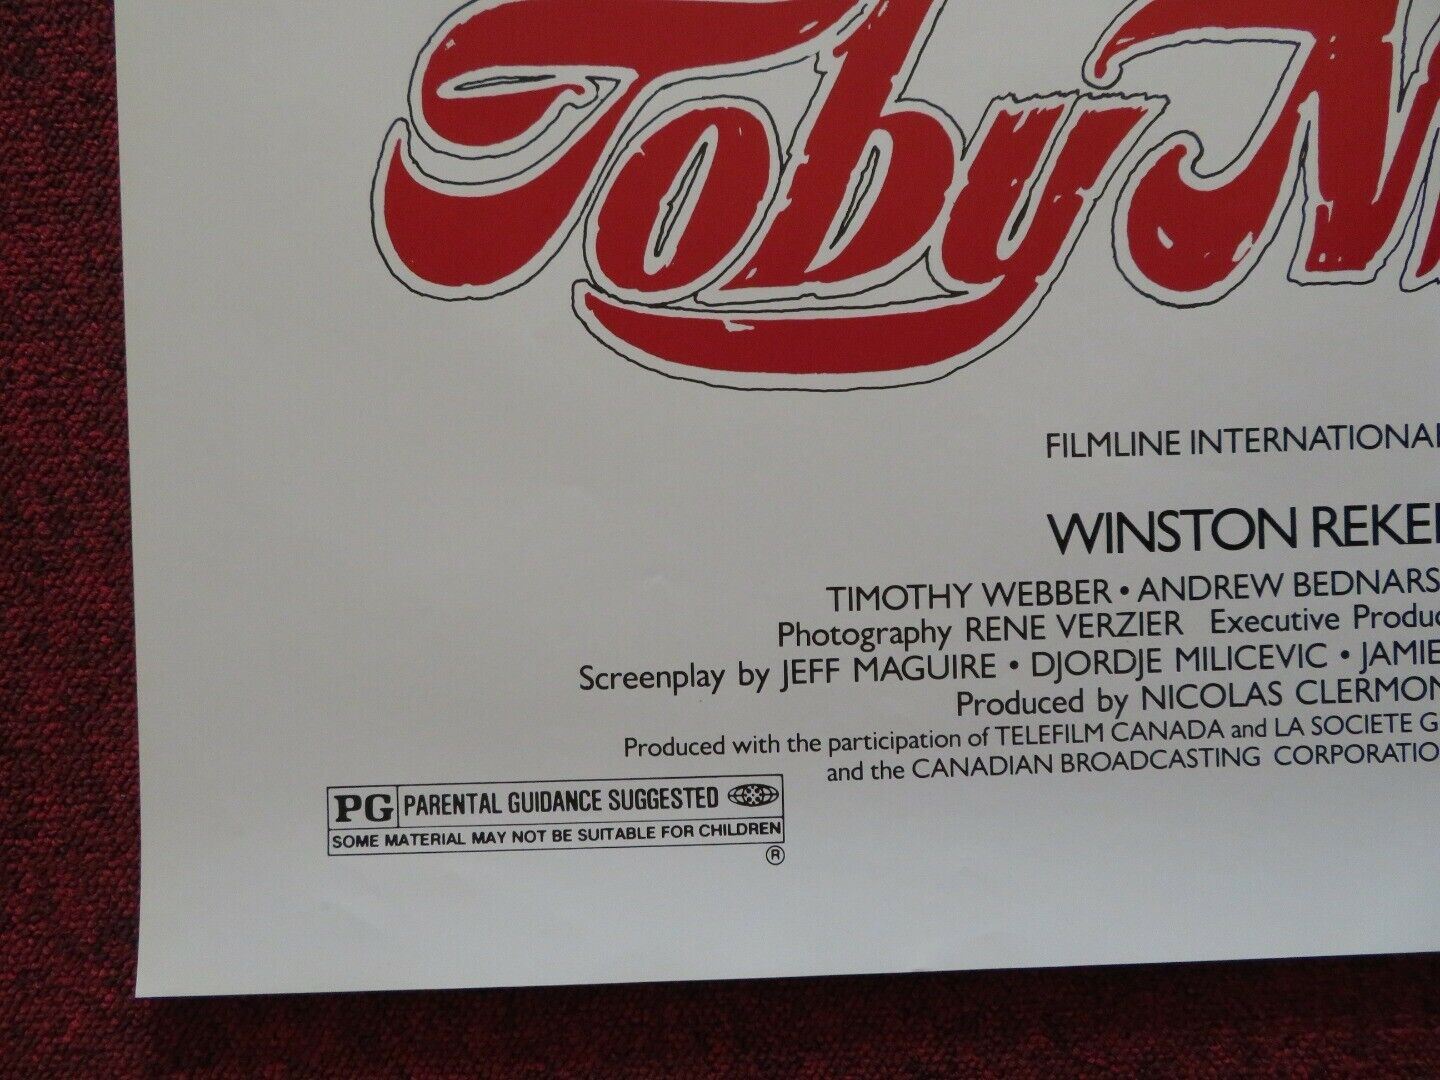 Toby
FILMLINE INTERNATIONAL
WINSTON REKE
TIMOTHY WEBBER • ANDREW BEDNARS
Photography RENE VERZIER Executive Produc
Screenplay by JEFF MAGUIRE • DJORDJE MILICEVIC • JAMIE
Produced by NICOLAS CLERMON
Produced with the participation of TELEFILM CANADA and LA SOCIETE G
and the CANADIAN BROADCASTING CORPORATIO
PG PARENTAL GUIDANCE SUGGESTED
SOME MATERIAL MAY NOT BE SUITABLE FOR CHILDREN
®